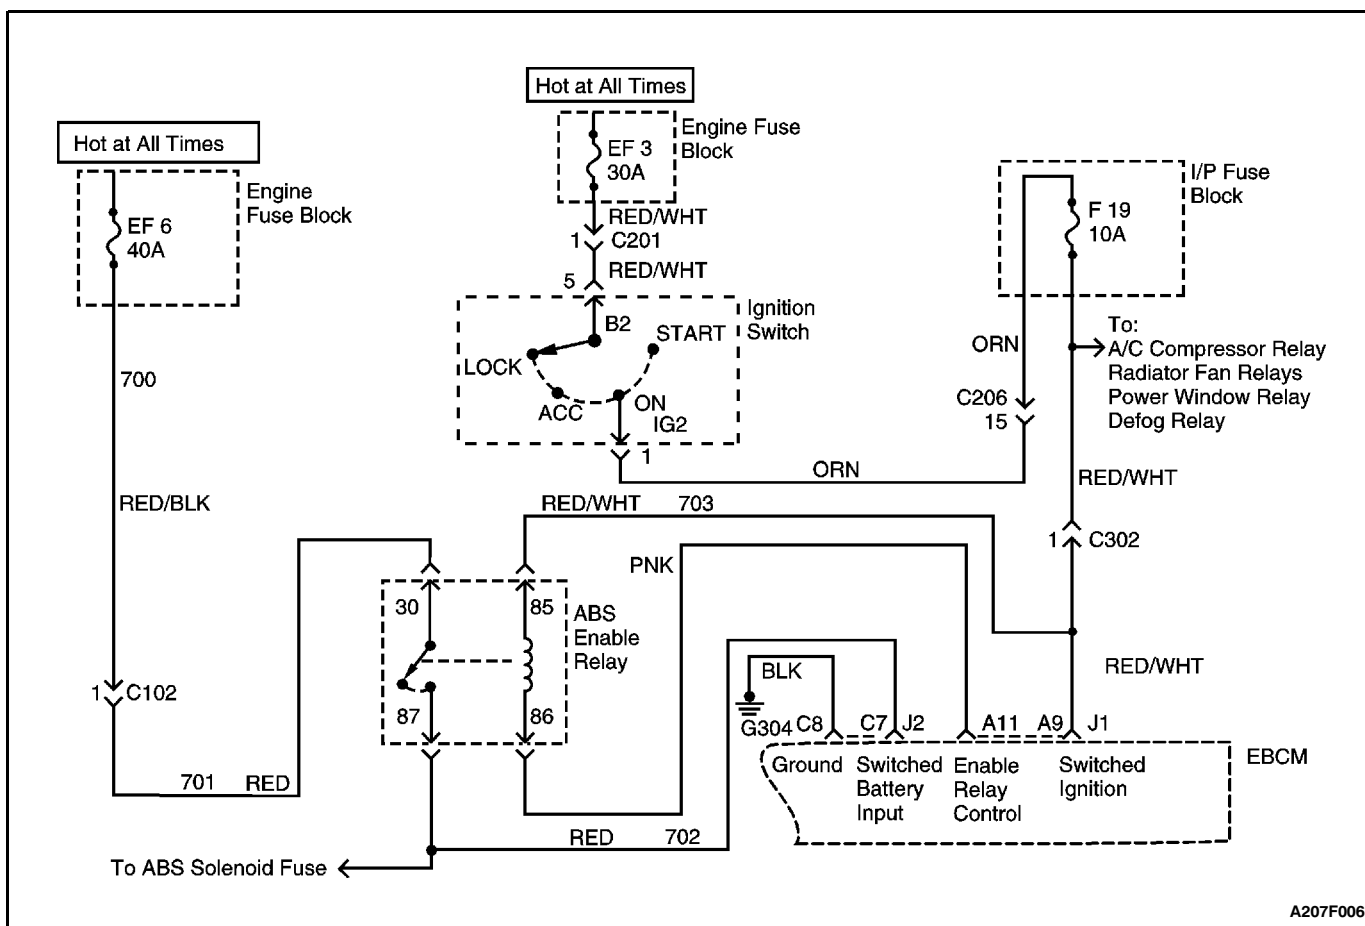 Hot at All Times
Engine Fuse
Block
EF 3
30A
RED/WHT
1
C201
RED/WHT
5
Hot at All Times
Engine
Fuse Block
EF 6
40A
I/P Fuse
Block
F 19
10A
Ignition
Switch
B2
START
LOCK
ACC
ON
IG2
1
ORN
To:
A/C Compressor Relay
Radiator Fan Relays
Power Window Relay
Defog Relay
C206
15
700
ORN
RED/WHT
RED/BLK
RED/WHT 703
1
C302
PNK
30
85
ABS
Enable
Relay
87
86
BLK
RED/WHT
1
C102
G304
C8
C7
J2
A11
A9
J1
EBCM
Ground
Switched
Battery
Input
Enable
Relay
Control
Switched
Ignition
701 RED
RED 702
To ABS Solenoid Fuse
A207F006